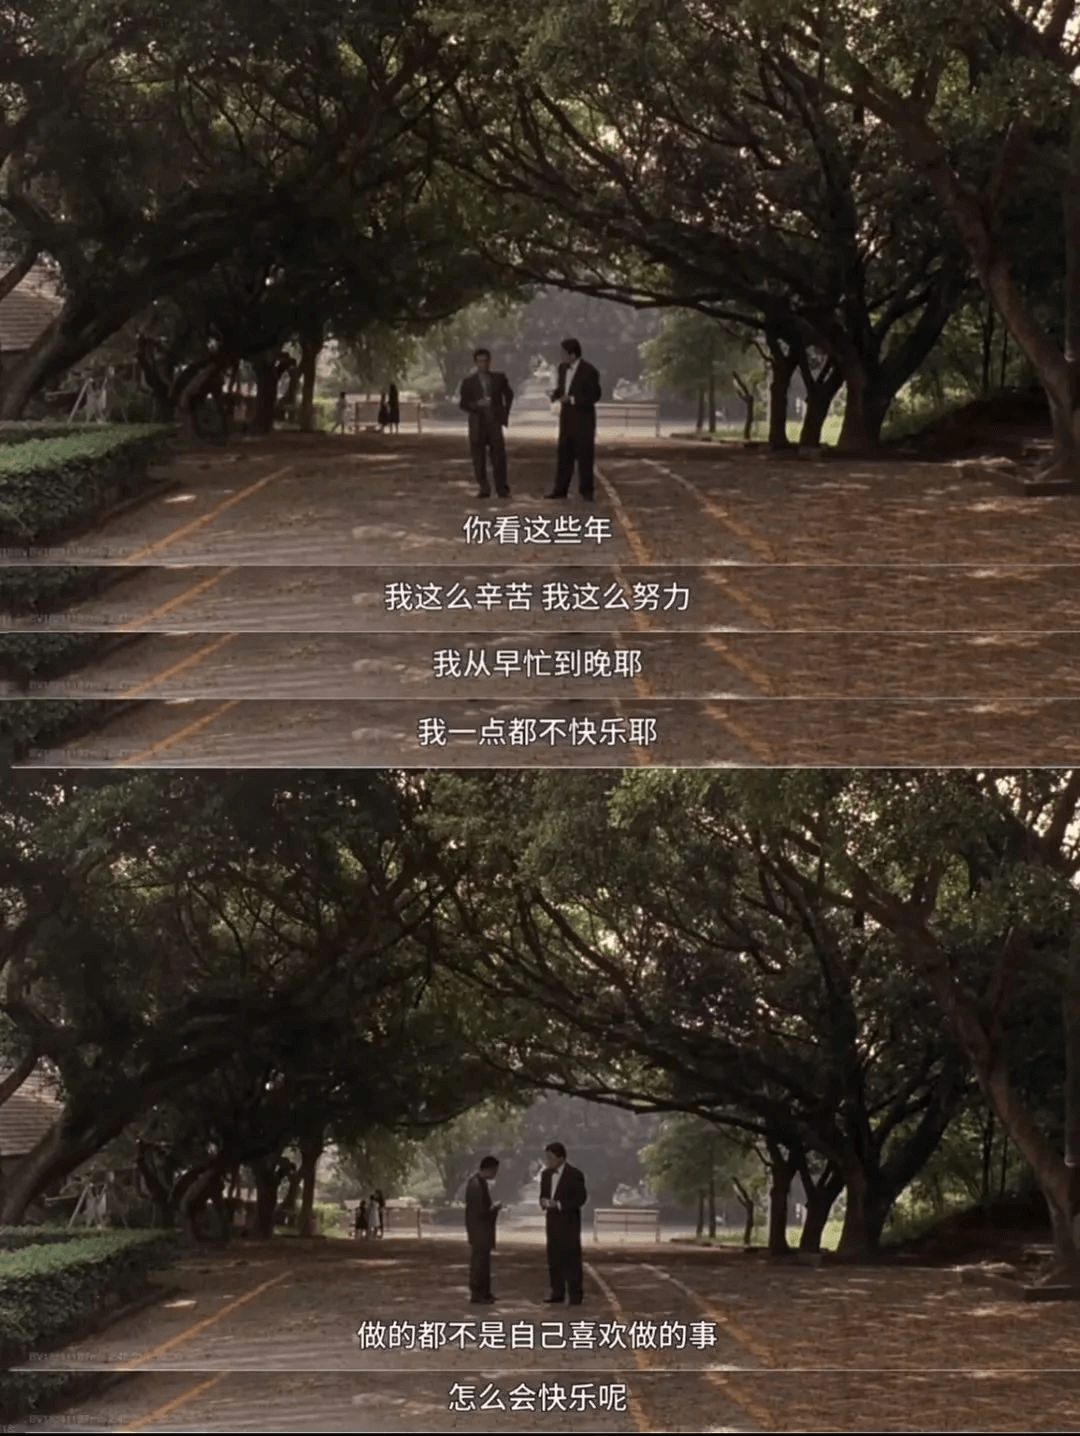 你看这些年
我这么辛苦 我这么努力
我从早忙到晚耶
我一点都不快乐耶
做的都不是自己喜欢做的事
怎么会快乐呢